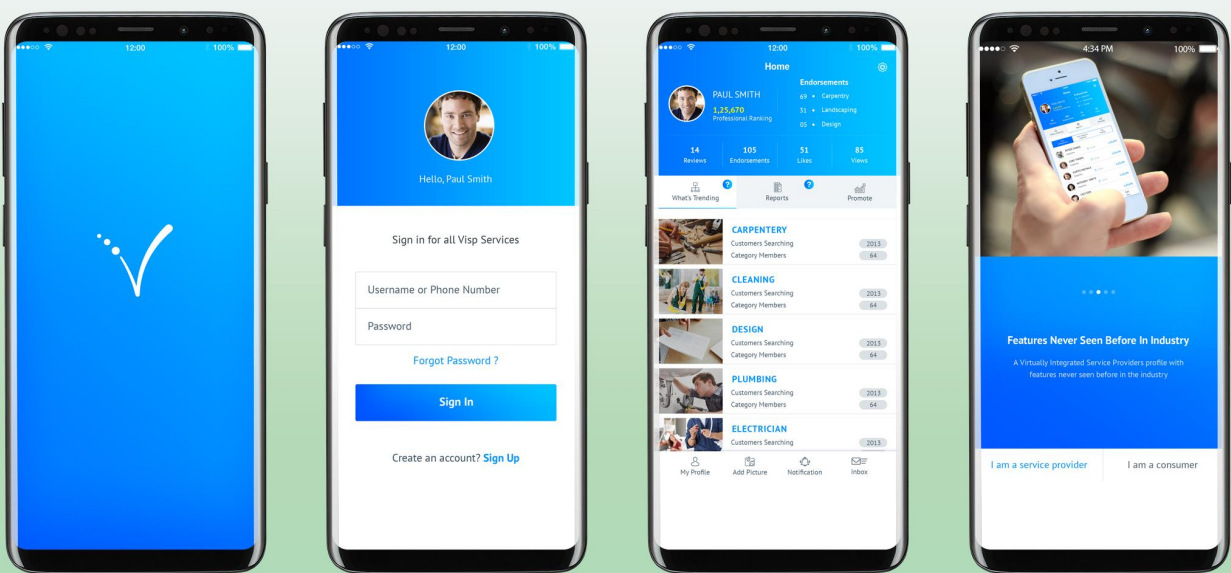 12:00
100%
12:00
100%
Hello, Paul Smith
Sign in for all Visp Services
Username or Phone Number
Password
Forgot Password ?
Sign In
Create an account? Sign Up
12:00
100%
Home
PAUL SMITH
1,25,670
Professional Ranking
Endorsements
69 • Carpentry
31 • Landscaping
05 • Design
14
Reviews
105
Endorsements
51
Likes
85
Views
What's Trending
?
Reports
?
Promote
CARPENTERY
Customers Searching 2013
Category Members 64
CLEANING
Customers Searching 2013
Category Members 64
DESIGN
Customers Searching 2013
Category Members 64
PLUMBING
Customers Searching 2013
Category Members 64
ELECTRICIAN
Customers Searching 2013
My Profile
Add Picture
Notification
Inbox
4:34 PM
100%
Features Never Seen Before In Industry
A Virtually Integrated Service Providers profile with
features never seen before in the industry
I am a service provider
I am a consumer